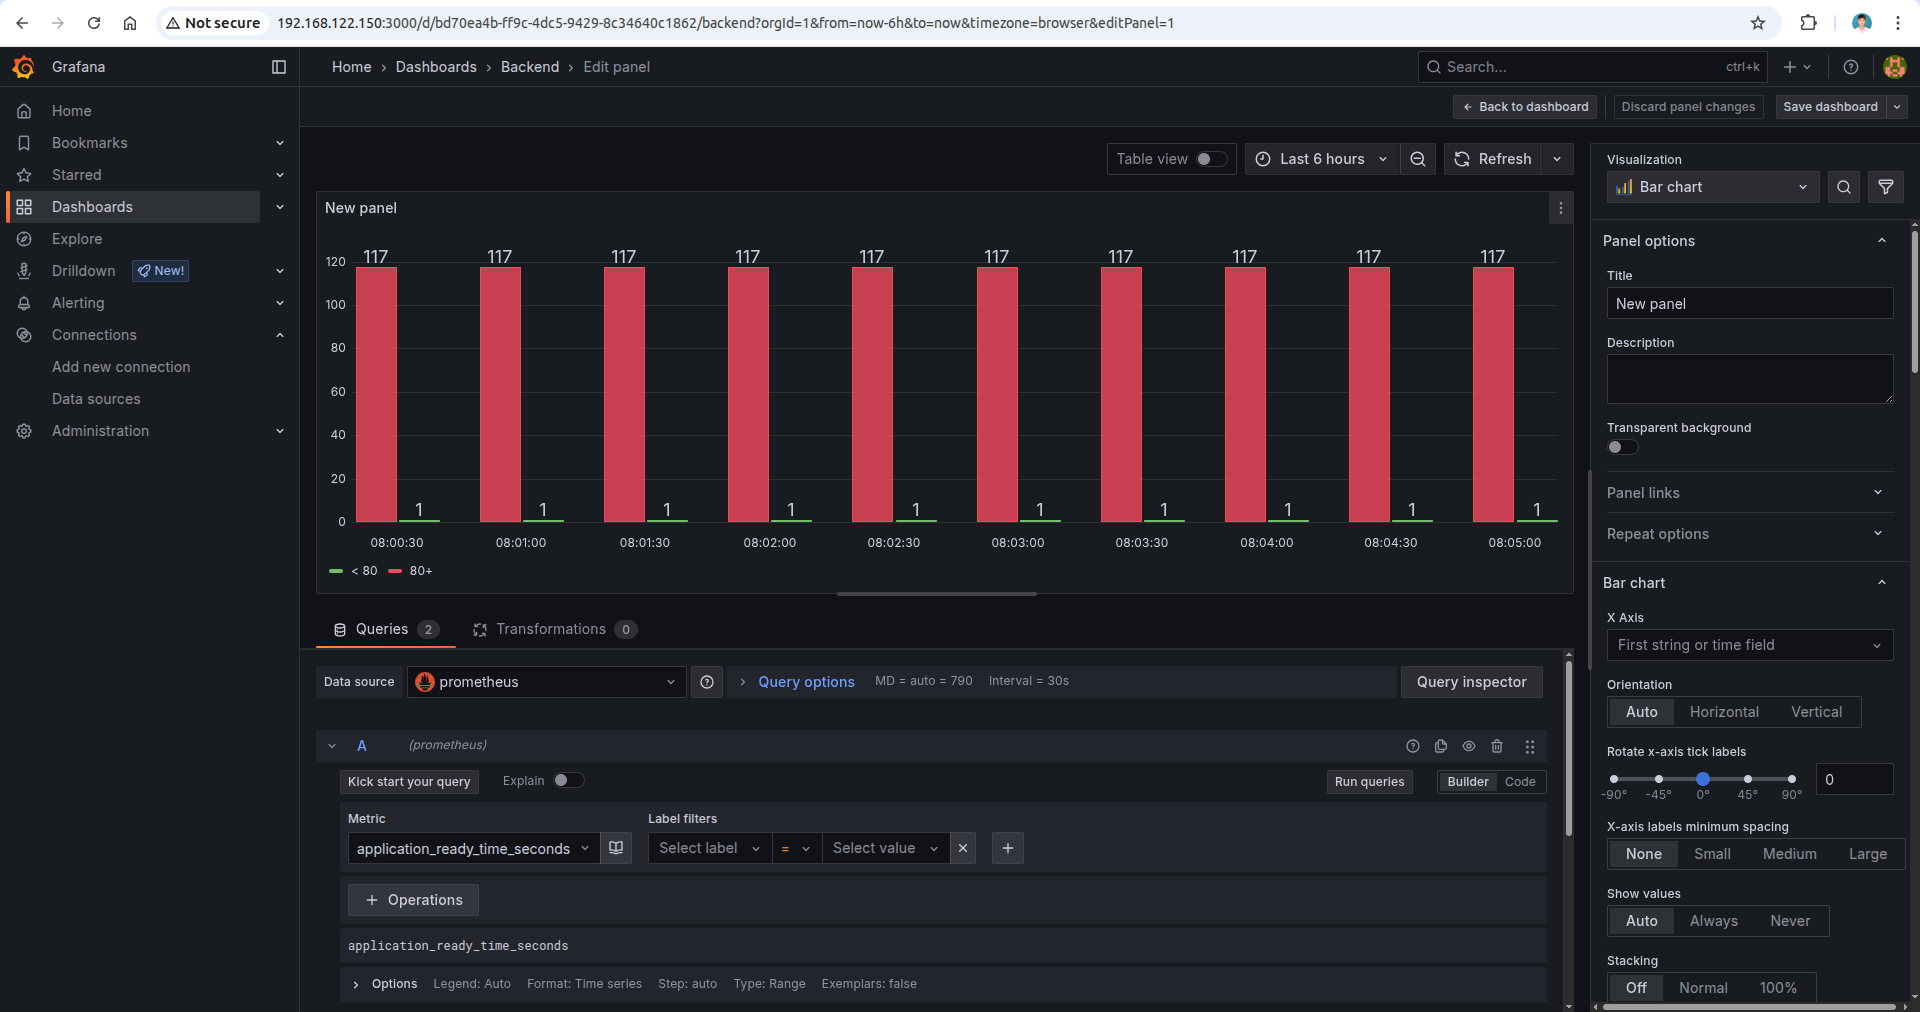 Not secure 192.168.122.150:3000/d/bd70ea4b-ff9c-4dc5-9429-8c34640c1862/backend?orgId=1&from=now-6h&to=now&timezone=browser&editPanel=1
Grafana
Home › Dashboards › Backend › Edit panel
Search... ctrl+k
Back to dashboard
Discard panel changes
Save dashboard
Home
Bookmarks
Starred
Dashboards
Explore
Drilldown New!
Alerting
Connections
Add new connection
Data sources
Administration
Table view
Last 6 hours
Refresh
New panel
117 117 117 117 117 117 117 117 117 117
120
100
80
60
40
20
0
1 1 1 1 1 1 1 1 1 1
08:00:30 08:01:00 08:01:30 08:02:00 08:02:30 08:03:00 08:03:30 08:04:00 08:04:30 08:05:00
< 80 80+
Queries 2
Transformations 0
Data source
prometheus
Query options MD = auto = 790 Interval = 30s
Query inspector
A (prometheus)
Kick start your query
Explain
Run queries
Builder Code
Metric
application_ready_time_seconds
Label filters
Select label = Select value
+ Operations
application_ready_time_seconds
Options Legend: Auto Format: Time series Step: auto Type: Range Exemplars: false
Visualization
Bar chart
Panel options
Title
New panel
Description
Transparent background
Panel links
Repeat options
Bar chart
X Axis
First string or time field
Orientation
Auto Horizontal Vertical
Rotate x-axis tick labels
-90° -45° 0° 45° 90°
0
X-axis labels minimum spacing
None Small Medium Large
Show values
Auto Always Never
Stacking
Off Normal 100%